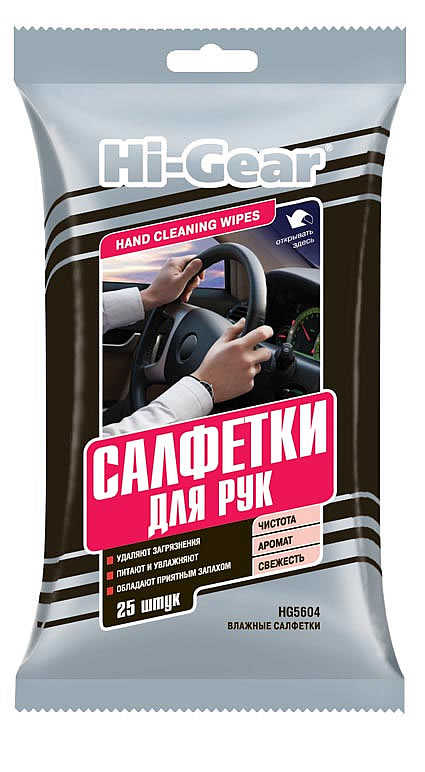 Hi-Gear®
HAND CLEANING WIPES
открывать
здесь
САЛФЕТКИ
ДЛЯ РУК
УДАЛЯЮТ ЗАГРЯЗНЕНИЯ
ПИТАЮТ И УВЛАЖНЯЮТ
ОБЛАДАЮТ ПРИЯТНЫМ ЗАПАХОМ
25 штук
ЧИСТОТА
АРОМАТ
СВЕЖЕСТЬ
HG5604
ВЛАЖНЫЕ САЛФЕТКИ